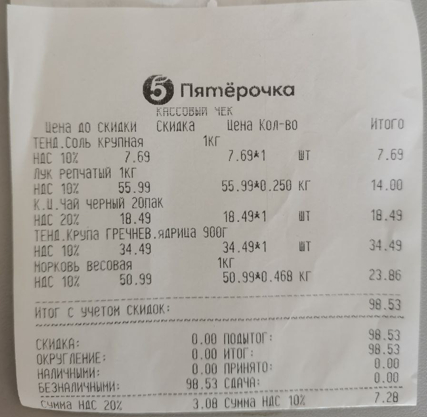 5 Пятёрочка
КАССОВЫЙ ЧЕК
Цена до скидки Скидка Цена Кол-во Итого
ТЕНД.СОЛЬ КРУПНАЯ 1КГ
НДС 10% 7.69 7.69*1 ШТ 7.69
ЛУК РЕПЧАТЫЙ 1КГ
НДС 10% 55.99 55.99*0.250 КГ 14.00
К.Ц.ЧАЙ ЧЕРНЫЙ 20ПАК
НДС 20% 18.49 18.49*1 18.49
ТЕНД.КРУПА ГРЕЧНЕВ.ЯДРИЦА 900Г
НДС 10% 34.49 34.49*1 ШТ 34.49
МОРКОВЬ ВЕСОВАЯ 1КГ
НДС 10% 50.99 50.99*0.468 КГ 23.86
ИТОГ С УЧЕТОМ СКИДОК: 98.53
СКИДКА: 0.00 ПОДЫТОГ: 98.53
ОКРУГЛЕНИЕ: 0.00 ИТОГ: 98.53
НАЛИЧНЫМИ: 0.00 ПРИНЯТО: 0.00
БЕЗНАЛИЧНЫМИ: 98.53 СДАЧА: 0.00
СУММА НДС 20% 3.08 СУММА НДС 10% 7.28